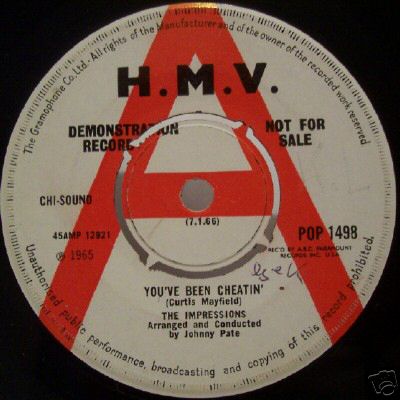 The Gramophone Co. Ltd.- All rights of the Manufacturer and of the owner of the recorded work reserved.
H.M.V.
DEMONSTRATION
RECORD
NOT FOR
SALE
CHI-SOUND
(7.1.66)
45AMP 12921
POP 1498
℗ 1965
REC'D BY A.B.C. PARAMOUNT
RECORDS INC. U.S.A.
YOU'VE BEEN CHEATIN'
(Curtis Mayfield)
THE IMPRESSIONS
Arranged and Conducted
by Johnny Pate
Unauthorised public performance, broadcasting and copying of this record prohibited.